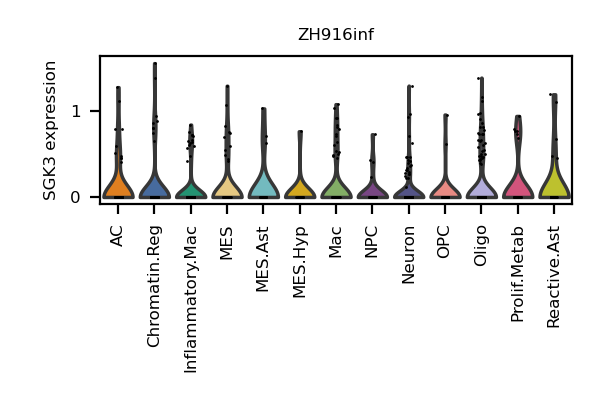 ZH916inf
SGK3 expression
1
0
AC
Chromatin.Reg
Inflammatory.Mac
MES
MES.Ast
MES.Hyp
Mac
NPC
Neuron
OPC
Oligo
Prolif.Metab
Reactive.Ast